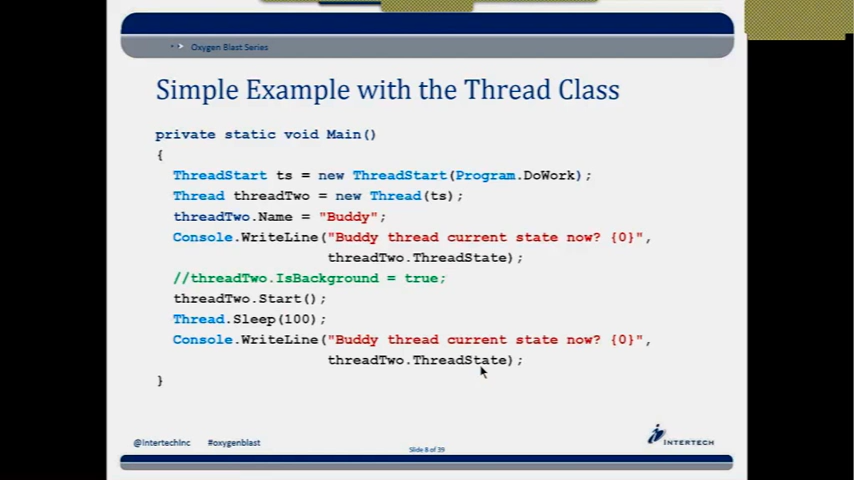 Oxygen Blast Series
Simple Example with the Thread Class
private static void Main()
{
ThreadStart ts = new ThreadStart(Program.DoWork);
Thread threadTwo = new Thread(ts);
threadTwo.Name = "Buddy";
Console.WriteLine("Buddy thread current state now? {0}",
threadTwo.ThreadState);
//threadTwo.IsBackground = true;
threadTwo.Start();
Thread.Sleep(100);
Console.WriteLine("Buddy thread current state now? {0}",
threadTwo.ThreadState);
}
@IntertechInc #oxygenblast
Slide 8 of 39
INTERTECH